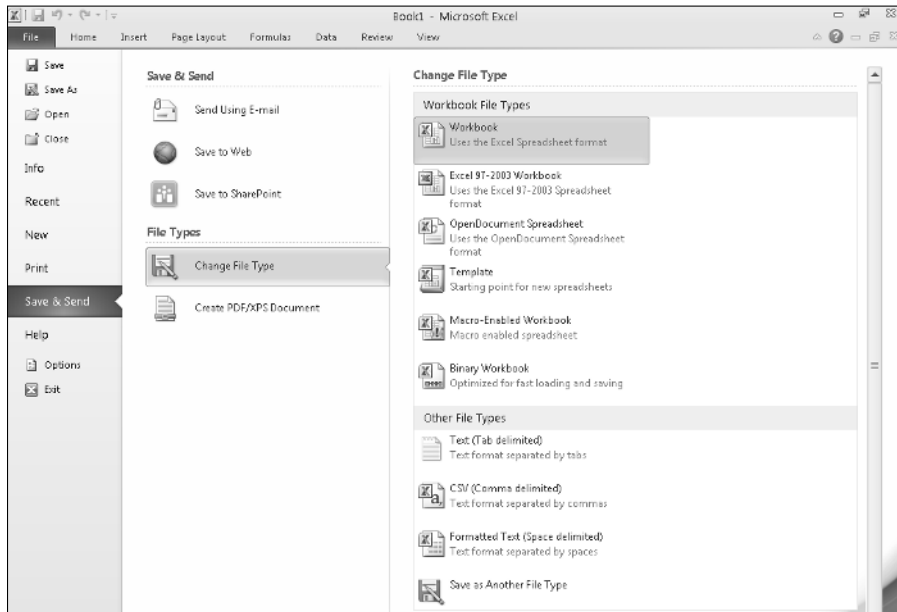 Book1 - Microsoft Excel
File Home Insert Page Layout Formulas Data Review View
Save
Save As
Open
Close
Info
Recent
New
Print
Save & Send
Help
Options
Exit
Save & Send
Send Using E-mail
Save to Web
Save to SharePoint
File Types
Change File Type
Create PDF/XPS Document
Change File Type
Workbook File Types
Workbook
Uses the Excel Spreadsheet format
Excel 97-2003 Workbook
Uses the Excel 97-2003 Spreadsheet
format
OpenDocument Spreadsheet
Uses the OpenDocument Spreadsheet
format
Template
Starting point for new spreadsheets
Macro-Enabled Workbook
Macro enabled spreadsheet
Binary Workbook
Optimized for fast loading and saving
Other File Types
Text (Tab delimited)
Text format separated by tabs
CSV (Comma delimited)
Text format separated by commas
Formatted Text (Space delimited)
Text format separated by spaces
Save as Another File Type